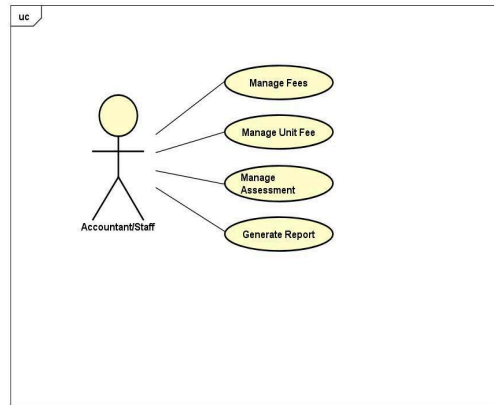 uc
Manage Fees
Manage Unit Fee
Manage
Assessment
Generate Report
Accountant/Staff